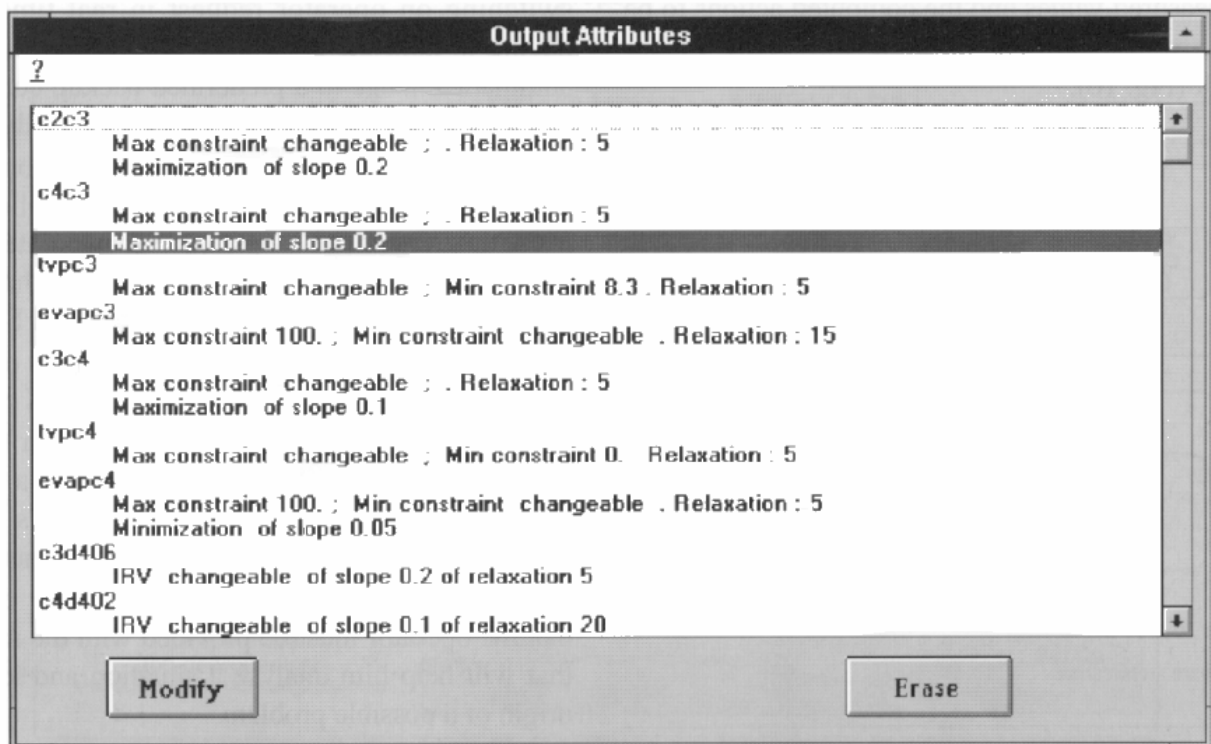 Output Attributes
?
c2c3
Max constraint changeable ; . Relaxation : 5
Maximization of slope 0.2
c4c3
Max constraint changeable ; . Relaxation : 5
Maximization of slope 0.2
tvpc3
Max constraint changeable ; Min constraint 8.3 . Relaxation : 5
evapc3
Max constraint 100. ; Min constraint changeable . Relaxation : 15
c3c4
Max constraint changeable ; . Relaxation : 5
Maximization of slope 0.1
tvpc4
Max constraint changeable ; Min constraint 0. Relaxation : 5
evapc4
Max constraint 100. ; Min constraint changeable . Relaxation : 5
Minimization of slope 0.05
c3d406
IRV changeable of slope 0.2 of relaxation 5
c4d402
IRV changeable of slope 0.1 of relaxation 20
Modify Erase